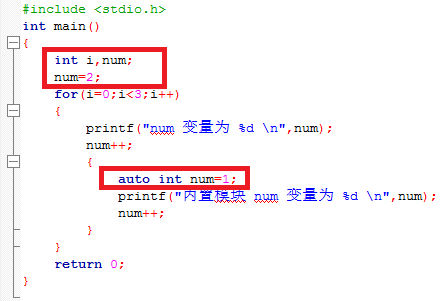 #include <stdio.h>
int main()
{
int i,num;
num=2;
for(i=0;i<3;i++)
{
printf("num 变量为 %d \n",num);
num++;
{
auto int num=1;
printf("内置模块 num 变量为 %d \n",num);
num++;
}
}
return 0;
}